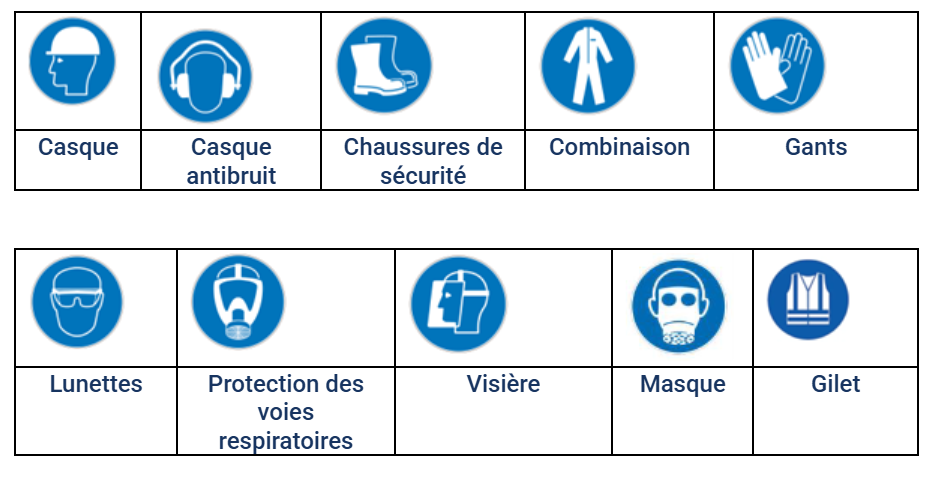 Casque
Casque
antibruit
Chaussures de
sécurité
Combinaison
Gants
Lunettes
Protection des
voies
respiratoires
Visière
Masque
Gilet